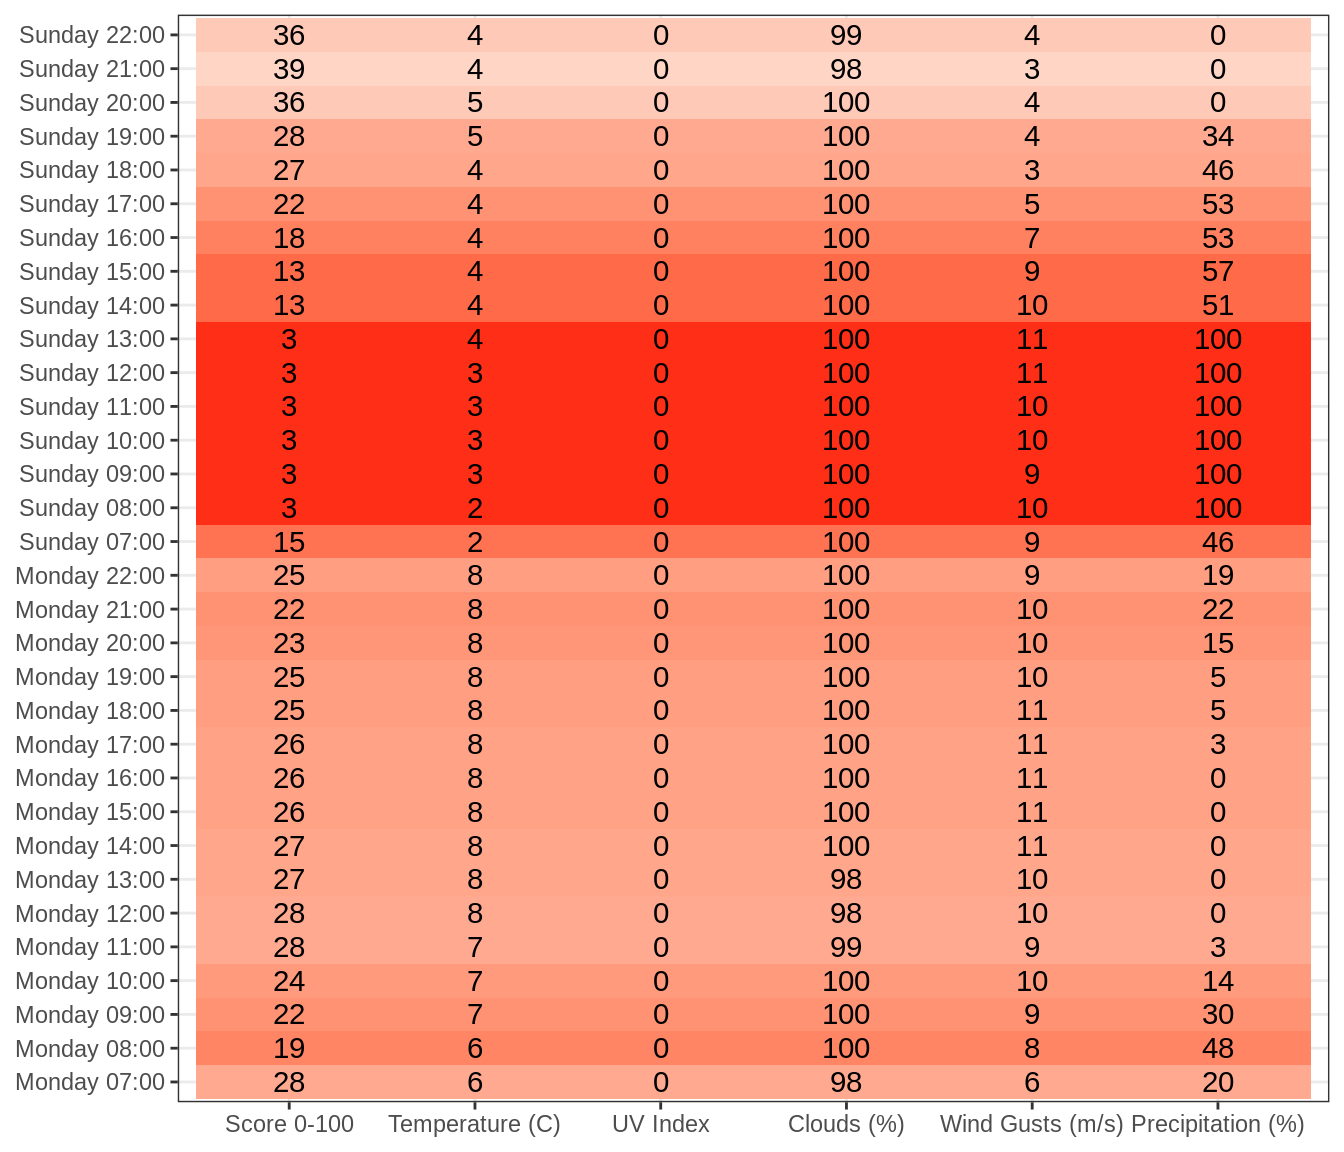 Sunday 22:00 36 4 0 99 4 0
Sunday 21:00 39 4 0 98 3 0
Sunday 20:00 36 5 0 100 4 0
Sunday 19:00 28 5 0 100 4 34
Sunday 18:00 27 4 0 100 3 46
Sunday 17:00 22 4 0 100 5 53
Sunday 16:00 18 4 0 100 7 53
Sunday 15:00 13 4 0 100 9 57
Sunday 14:00 13 4 0 100 10 51
Sunday 13:00 3 4 0 100 11 100
Sunday 12:00 3 3 0 100 11 100
Sunday 11:00 3 3 0 100 10 100
Sunday 10:00 3 3 0 100 10 100
Sunday 09:00 3 3 0 100 9 100
Sunday 08:00 3 2 0 100 10 100
Sunday 07:00 15 2 0 100 9 46
Monday 22:00 25 8 0 100 9 19
Monday 21:00 22 8 0 100 10 22
Monday 20:00 23 8 0 100 10 15
Monday 19:00 25 8 0 100 10 5
Monday 18:00 25 8 0 100 11 5
Monday 17:00 26 8 0 100 11 3
Monday 16:00 26 8 0 100 11 0
Monday 15:00 26 8 0 100 11 0
Monday 14:00 27 8 0 100 11 0
Monday 13:00 27 8 0 98 10 0
Monday 12:00 28 8 0 98 10 0
Monday 11:00 28 7 0 99 9 3
Monday 10:00 24 7 0 100 10 14
Monday 09:00 22 7 0 100 9 30
Monday 08:00 19 6 0 100 8 48
Monday 07:00 28 6 0 98 6 20
Score 0-100 Temperature (C) UV Index Clouds (%) Wind Gusts (m/s) Precipitation (%)